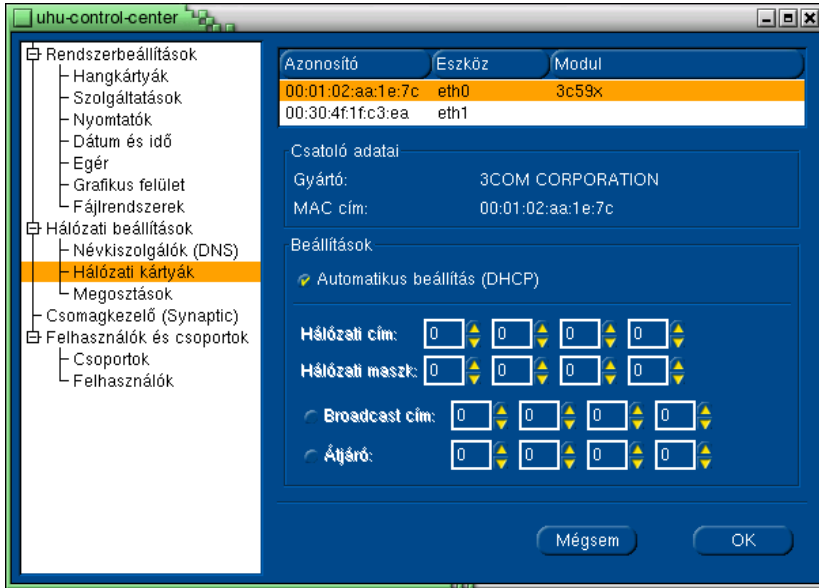 uhu-control-center
Rendszerbeállítások
Hangkártyák
Szolgáltatások
Nyomtatók
Dátum és idő
Egér
Grafikus felület
Fájlrendszerek
Hálózati beállítások
Névkiszolgálók (DNS)
Hálózati kártyák
Megosztások
Csomagkezelő (Synaptic)
Felhasználók és csoportok
Csoportok
Felhasználók
Azonosító Eszköz Modul
00:01:02:aa:1e:7c eth0 3c59x
00:30:4f:1f:c3:ea eth1
Csatoló adatai
Gyártó: 3COM CORPORATION
MAC cím: 00:01:02:aa:1e:7c
Beállítások
Automatikus beállítás (DHCP)
Hálózati cím: 0 0 0 0
Hálózati maszk: 0 0 0 0
Broadcast cím: 0 0 0 0
Átjáró: 0 0 0 0
Mégsem OK